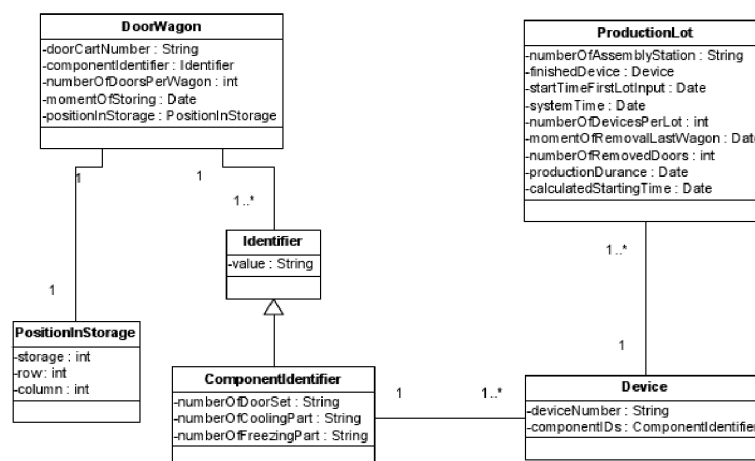 DoorWagon
-doorCartNumber : String
-componentIdentifier : Identifier
-numberOfDoorsPerWagon : int
-momentOfStoring : Date
-positionInStorage : PositionInStorage
ProductionLot
-numberOfAssemblyStation : String
-finishedDevice : Device
-startTimeFirstLotInput : Date
-systemTime : Date
-numberOfDevicesPerLot : int
-momentOfRemovalLastWagon : Date
-numberOfRemovedDoors : int
-productionDurance : Date
-calculatedStartingTime : Date
1
1
1..*
1..*
Identifier
-value : String
1
1
PositionInStorage
-storage : int
-row: int
-column : int
ComponentIdentifier
-numberOfDoorSet : String
-numberOfCoolingPart : String
-numberOfFreezingPart : String
1
1..*
Device
-deviceNumber : String
-componentIDs : ComponentIdentifier